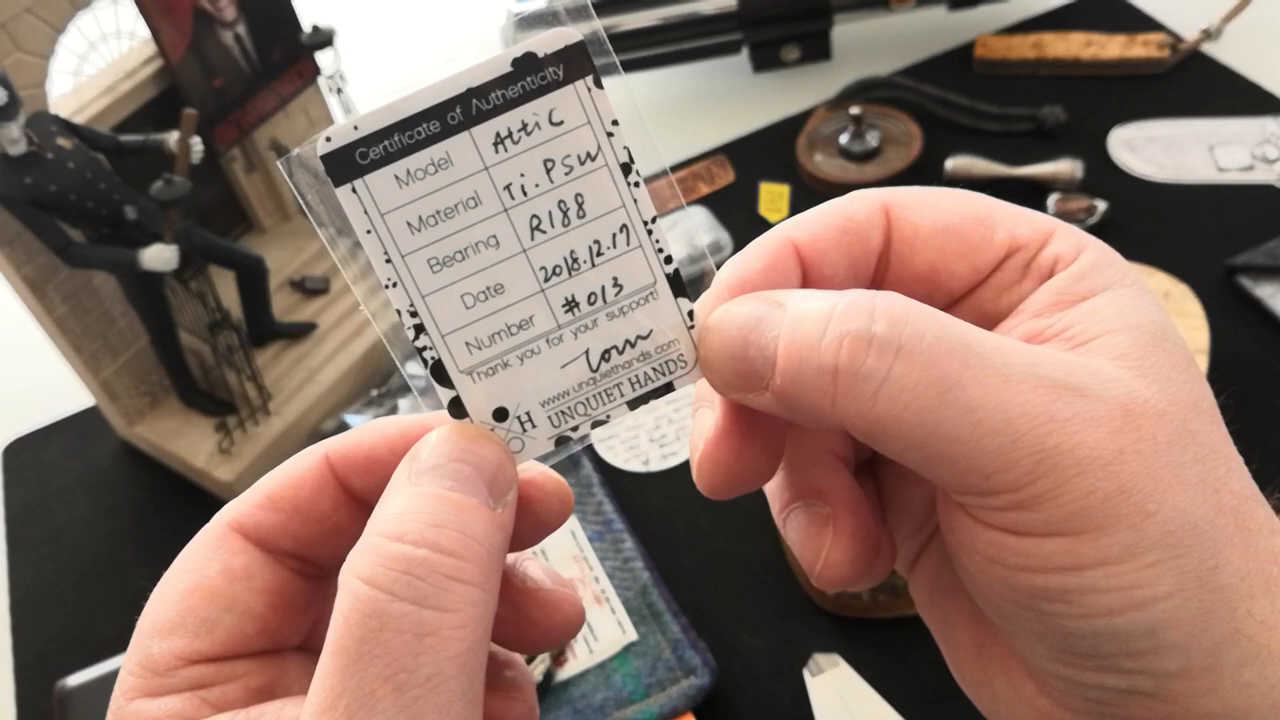 Certificate of Authenticity
Model AttiC
Material Ti. PSW
Bearing R188
Date 2018.12.17
Number #013
Thank you for your support!
Tom
www.unquiethands.com
H UNQUIET HANDS